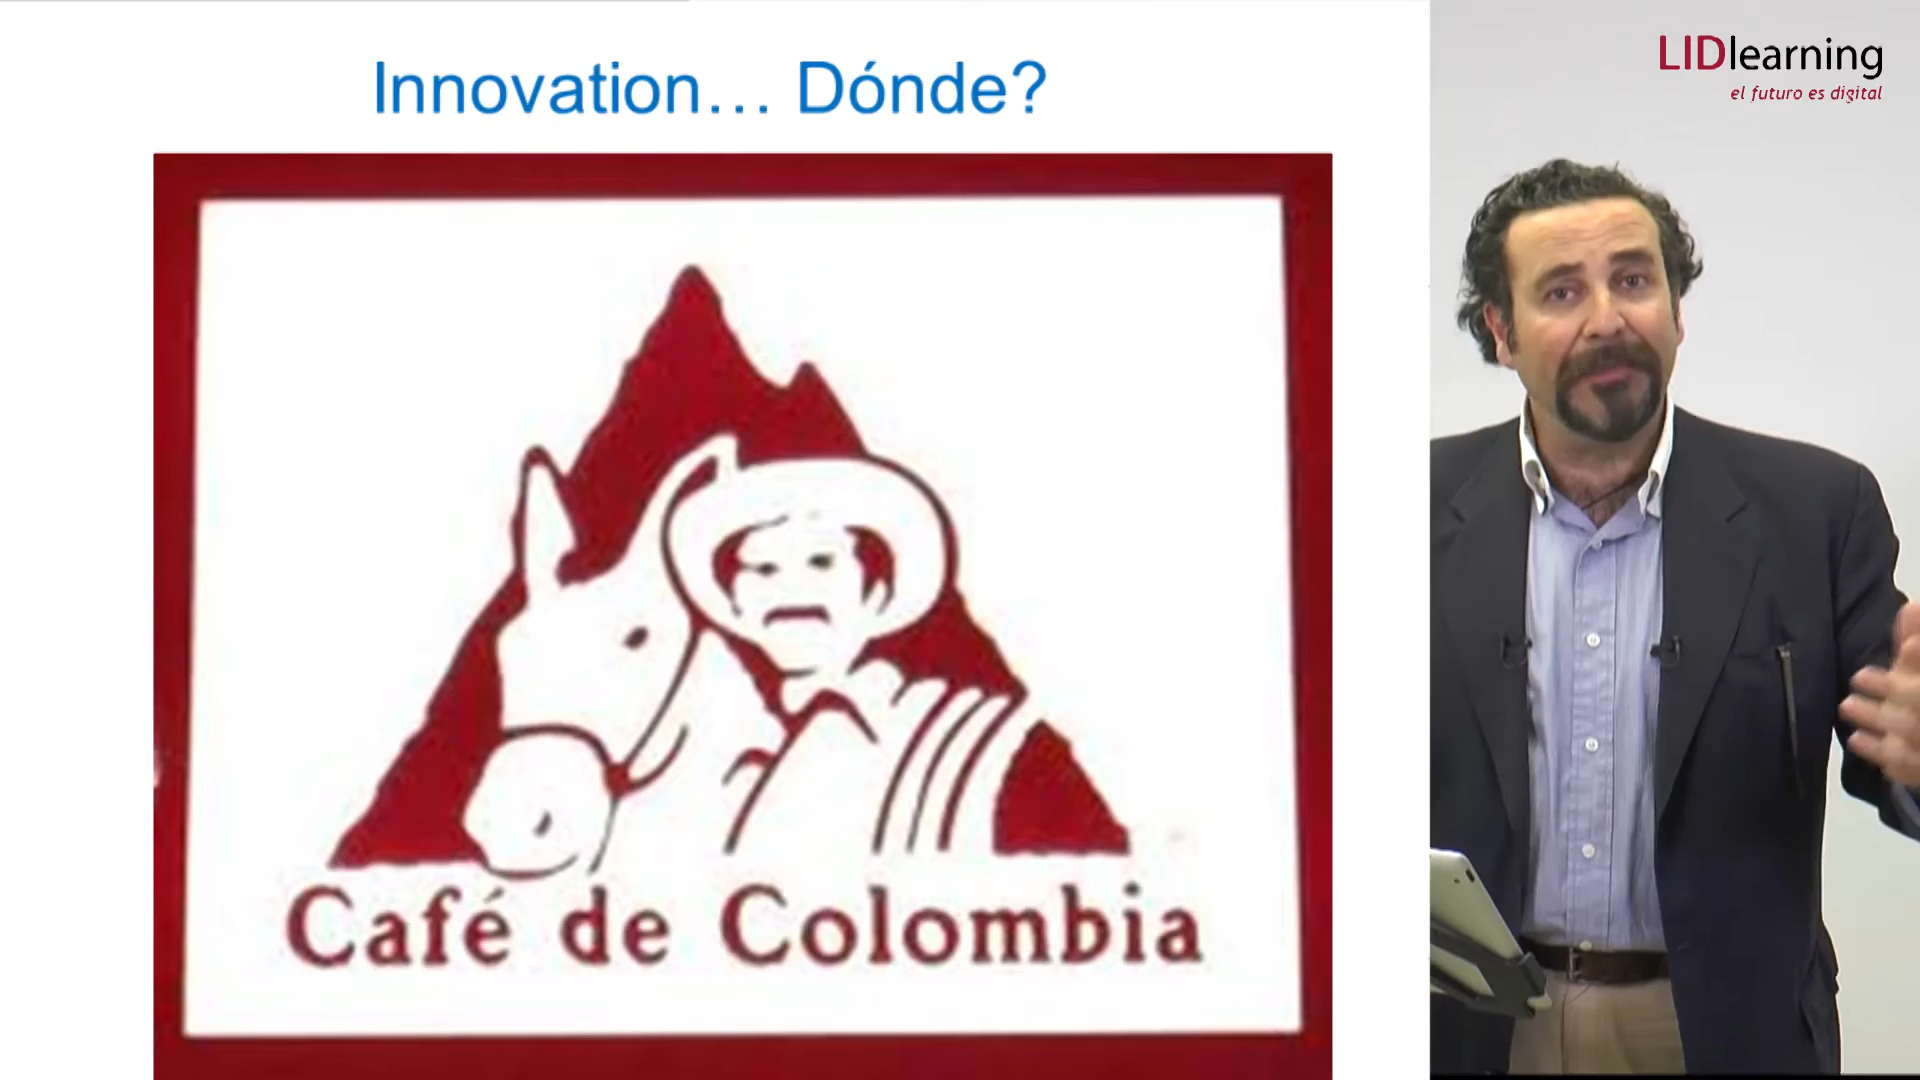 Innovation… Dónde?
LIDlearning
el futuro es digital
Café de Colombia